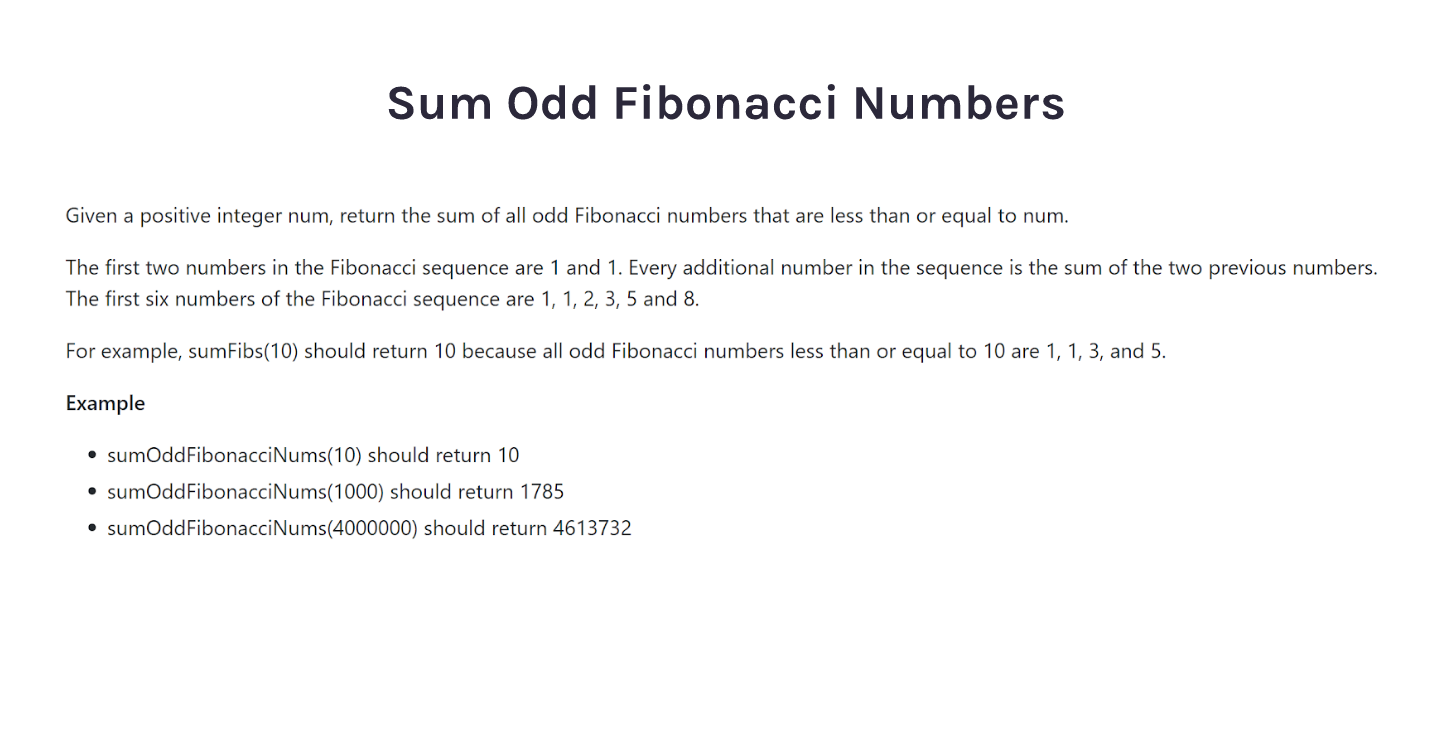 Sum Odd Fibonacci Numbers
Given a positive integer num, return the sum of all odd Fibonacci numbers that are less than or equal to num.
The first two numbers in the Fibonacci sequence are 1 and 1. Every additional number in the sequence is the sum of the two previous numbers.
The first six numbers of the Fibonacci sequence are 1, 1, 2, 3, 5 and 8.
For example, sumFibs(10) should return 10 because all odd Fibonacci numbers less than or equal to 10 are 1, 1, 3, and 5.
Example
• sumOddFibonacciNums(10) should return 10
• sumOddFibonacciNums(1000) should return 1785
• sumOddFibonacciNums(4000000) should return 4613732